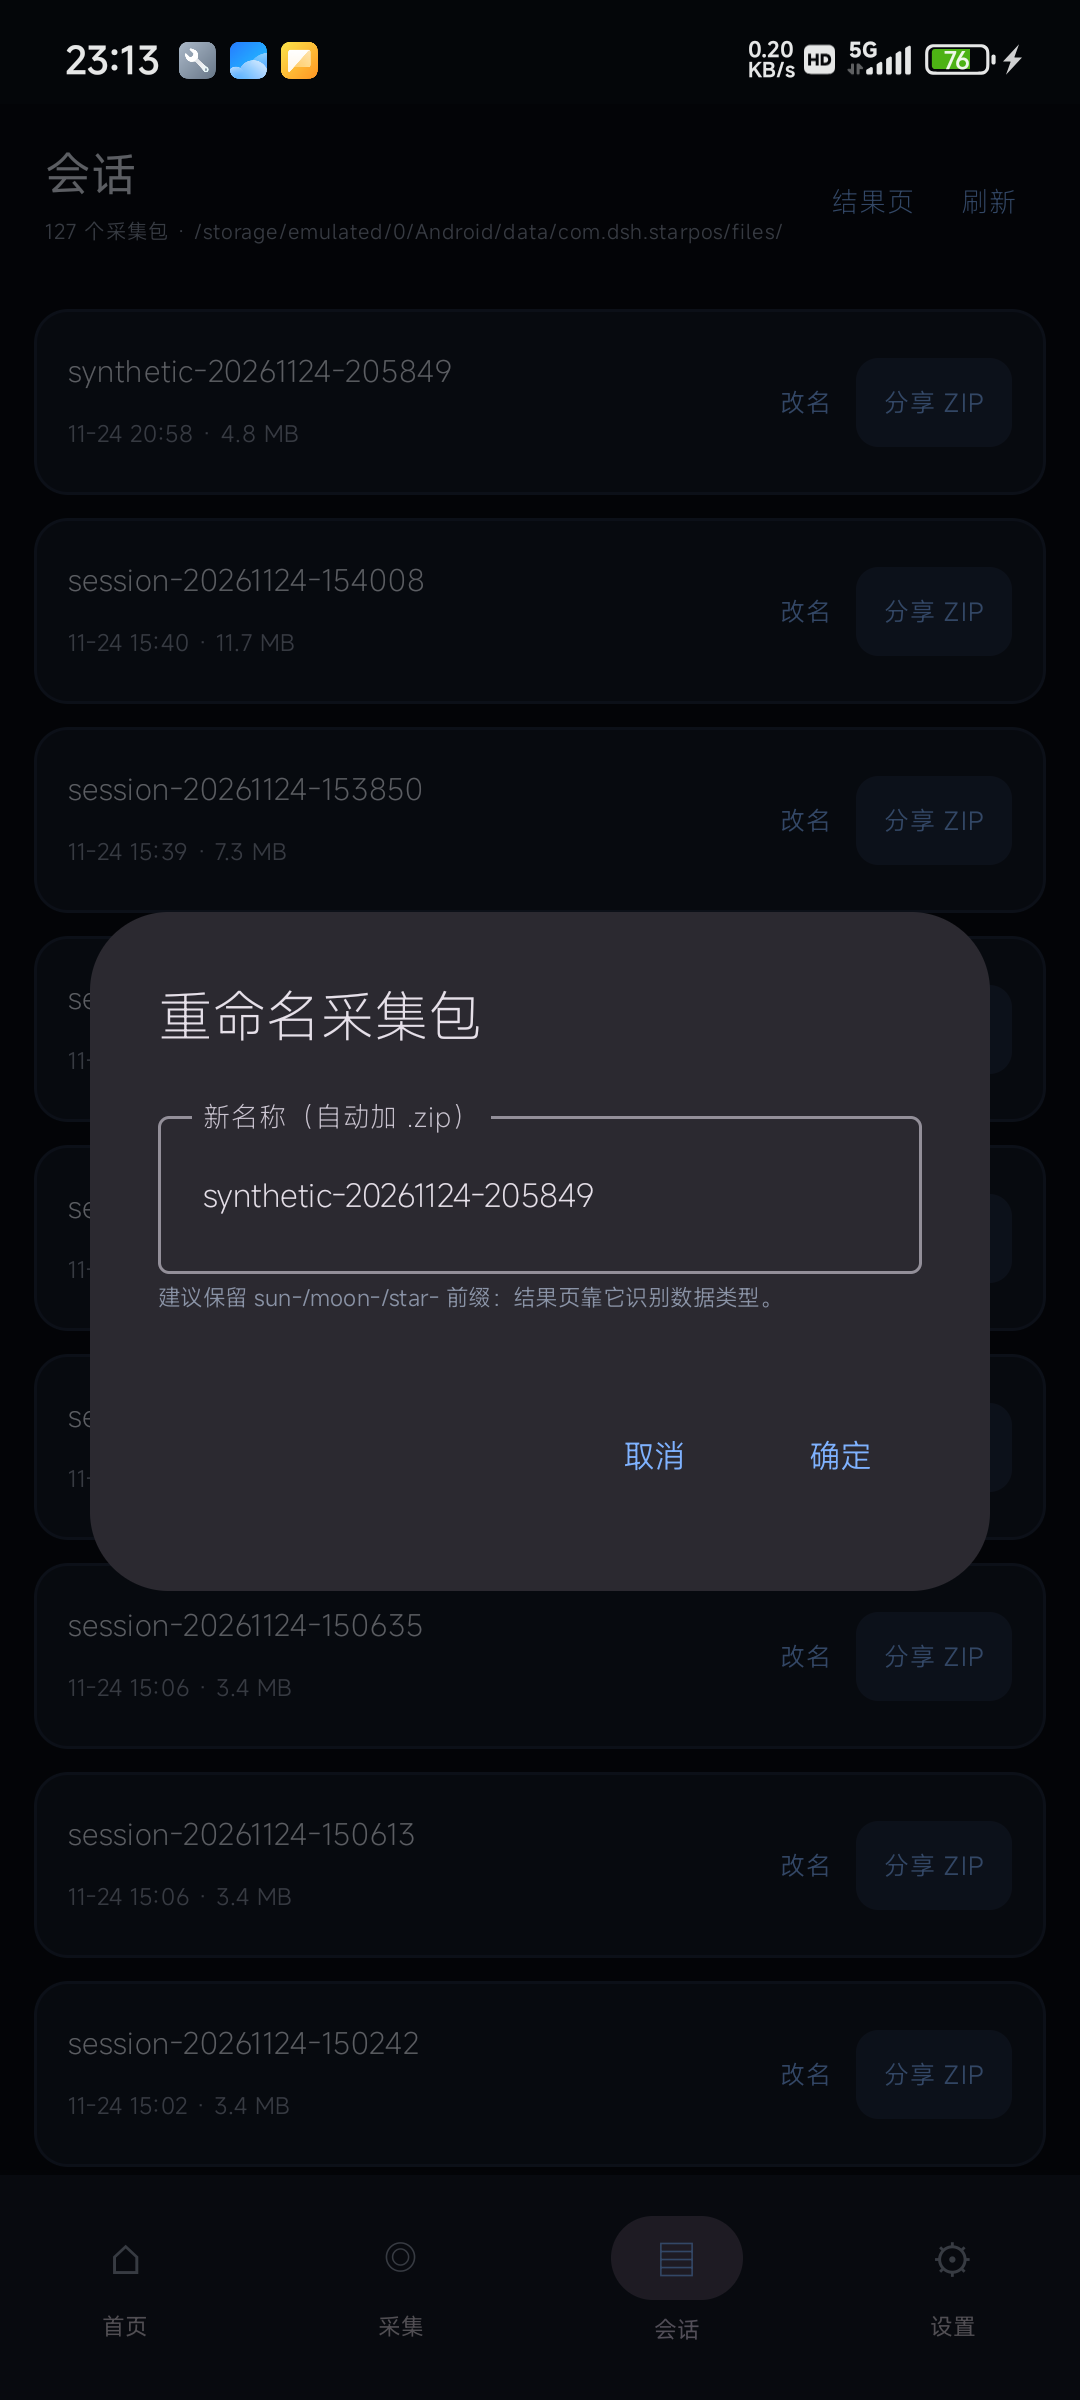 23:13
0.20 KB/s HD 5G 76
会话
127 个采集包 · /storage/emulated/0/Android/data/com.dsh.starpos/files/
结果页 刷新
synthetic-20261124-205849
11-24 20:58 · 4.8 MB
改名 分享 ZIP
session-20261124-154008
11-24 15:40 · 11.7 MB
改名 分享 ZIP
session-20261124-153850
11-24 15:39 · 7.3 MB
改名 分享 ZIP
se
11-
重命名采集包
新名称（自动加 .zip）
synthetic-20261124-205849
se
11-
建议保留 sun-/moon-/star- 前缀：结果页靠它识别数据类型。
se
11-
取消 确定
session-20261124-150635
11-24 15:06 · 3.4 MB
改名 分享 ZIP
session-20261124-150613
11-24 15:06 · 3.4 MB
改名 分享 ZIP
session-20261124-150242
11-24 15:02 · 3.4 MB
改名 分享 ZIP
首页 采集 会话 设置